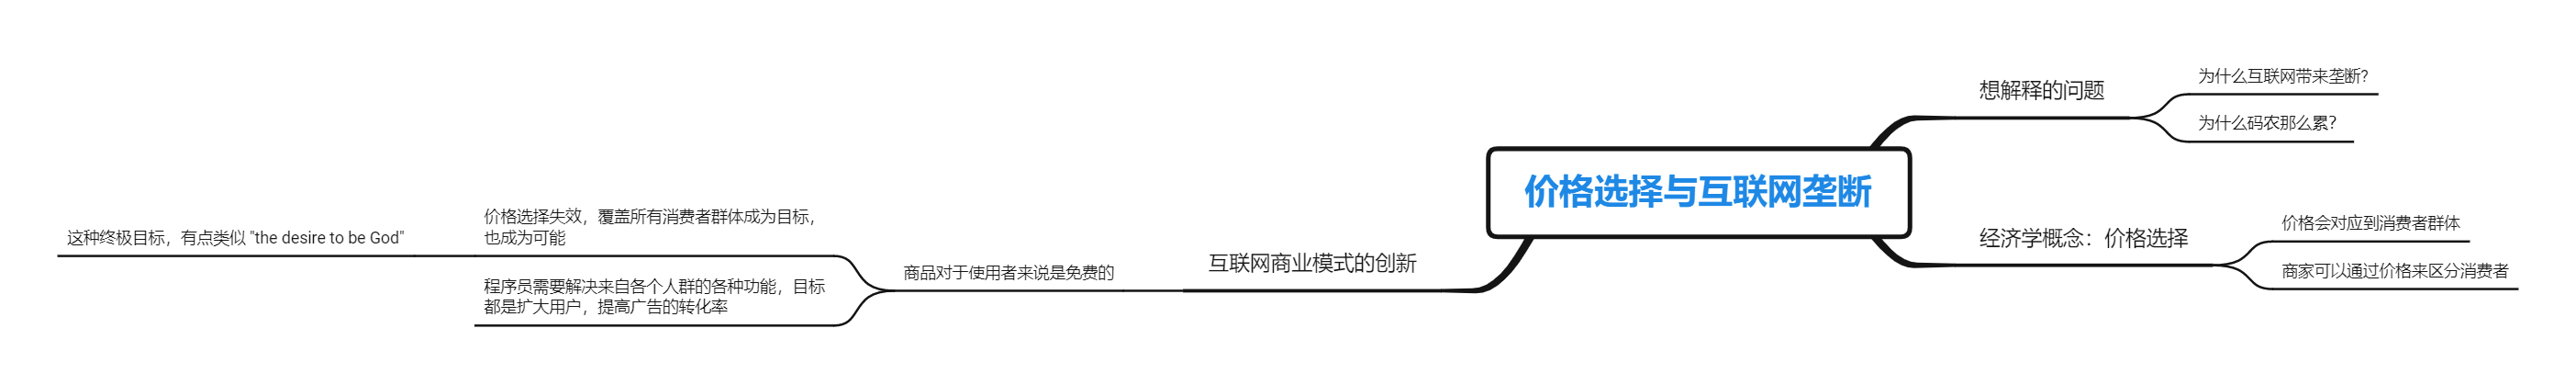 价格选择与互联网垄断
想解释的问题
为什么互联网带来垄断?
为什么码农那么累?
经济学概念：价格选择
价格会对应到消费者群体
商家可以通过价格来区分消费者
互联网商业模式的创新
商品对于使用者来说是免费的
价格选择失效，覆盖所有消费者群体成为目标，
也成为可能
这种终极目标，有点类似 "the desire to be God"
程序员需要解决来自各个人群的各种功能，目标
都是扩大用户，提高广告的转化率